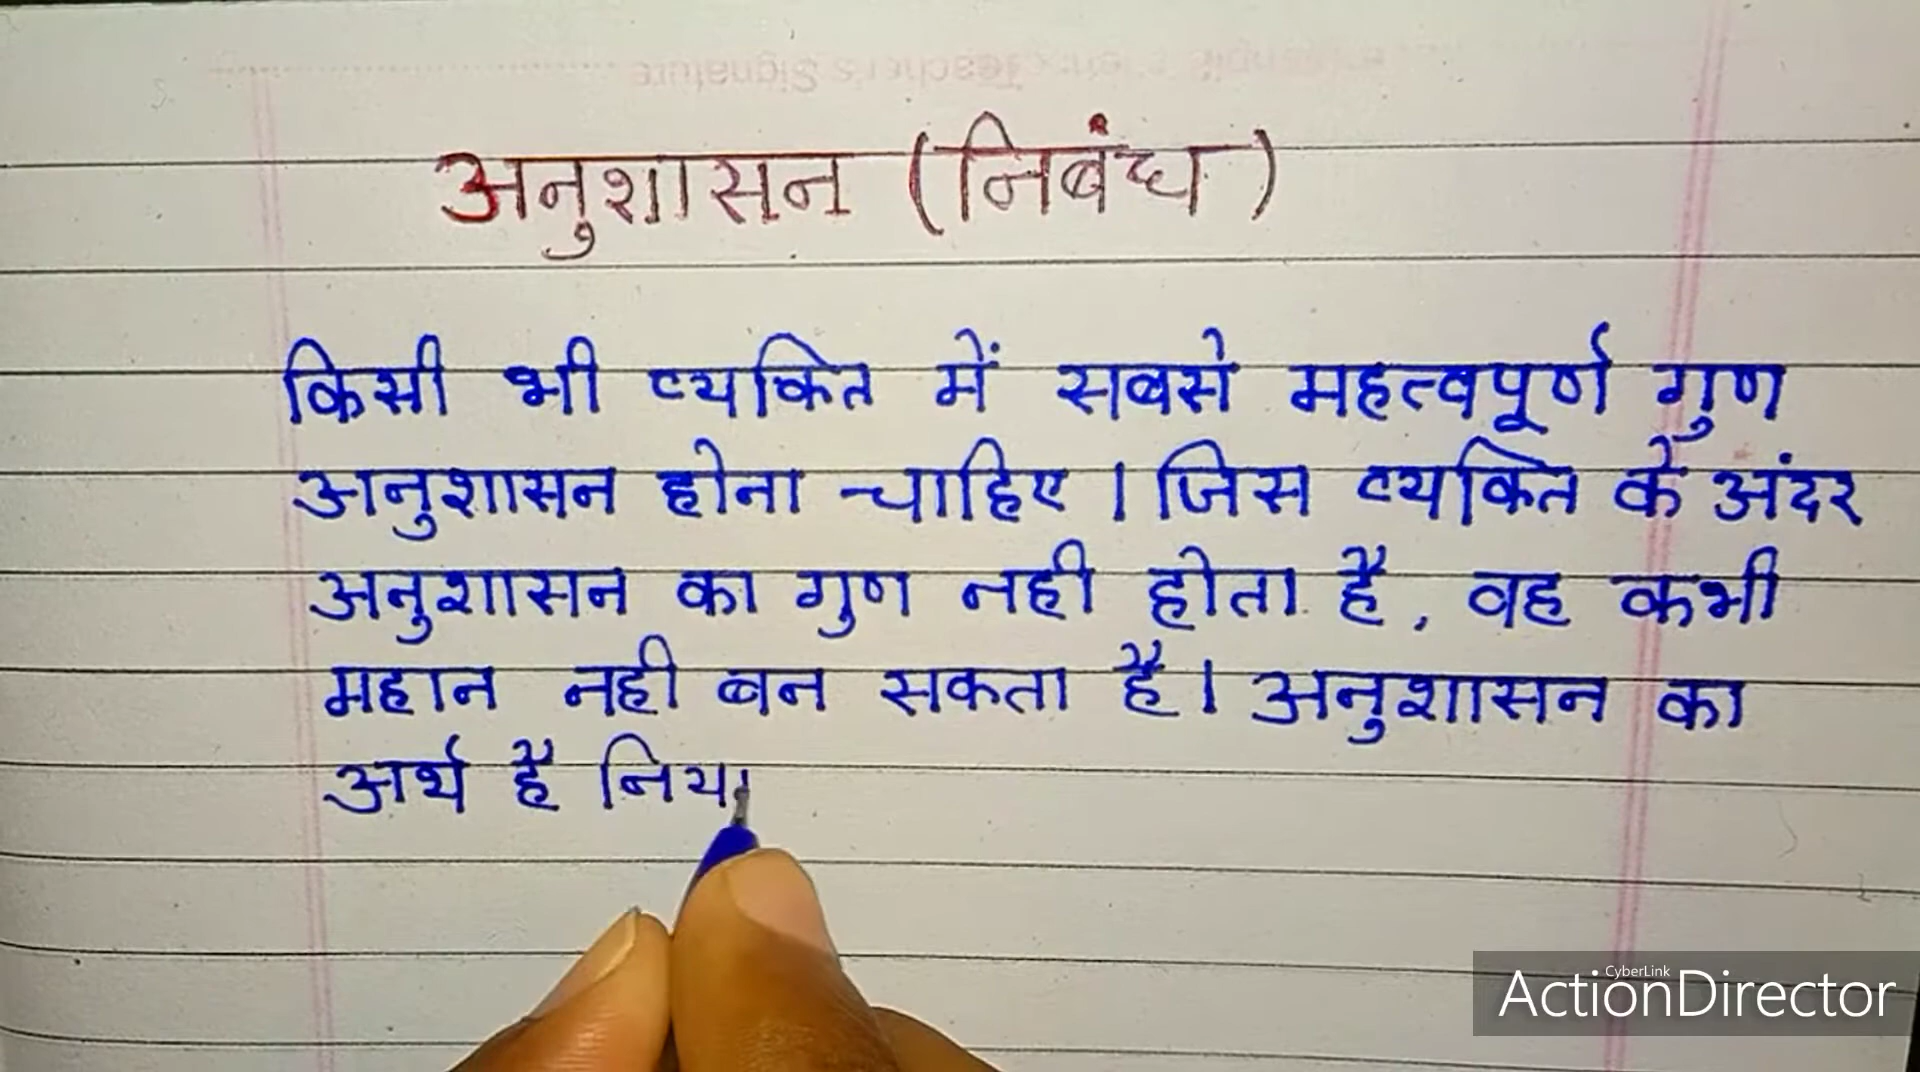 अनुशासन (निबंध)
किसी भी व्यकित में सबसे महत्वपूर्ण गुण
अनुशासन होना चाहिए। जिस व्यकित के अंदर
अनुशासन का गुण नही होता है, वह कभी
महान नही बन सकता है। अनुशासन का
अर्थ है निय
CyberLink
ActionDirector